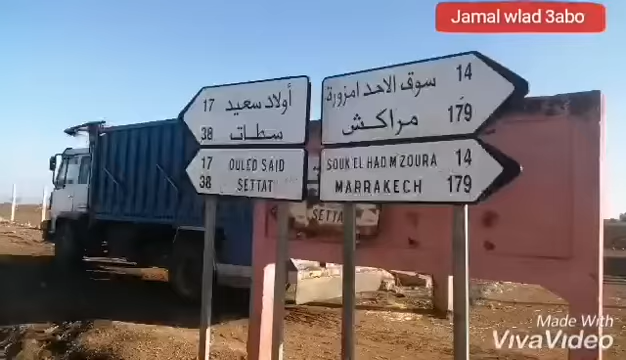 Jamal wlad 3abo
17 أولاد سعيد
38 سطات
17 OULED SAID
38 SETTAT
سوق الاحد امزورة 14
مراكش 179
SOUK EL HAD MZOURA 14
MARRAKECH 179
SETTA
Made With
VivaVideo